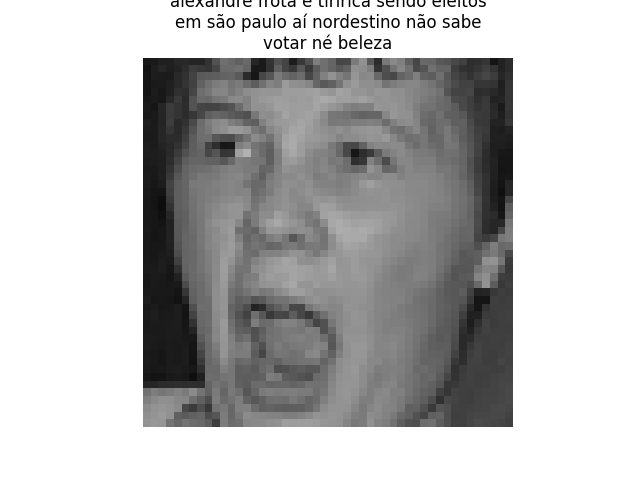 alexandre frota e tiririca sendo eleitos
em são paulo aí nordestino não sabe
votar né beleza